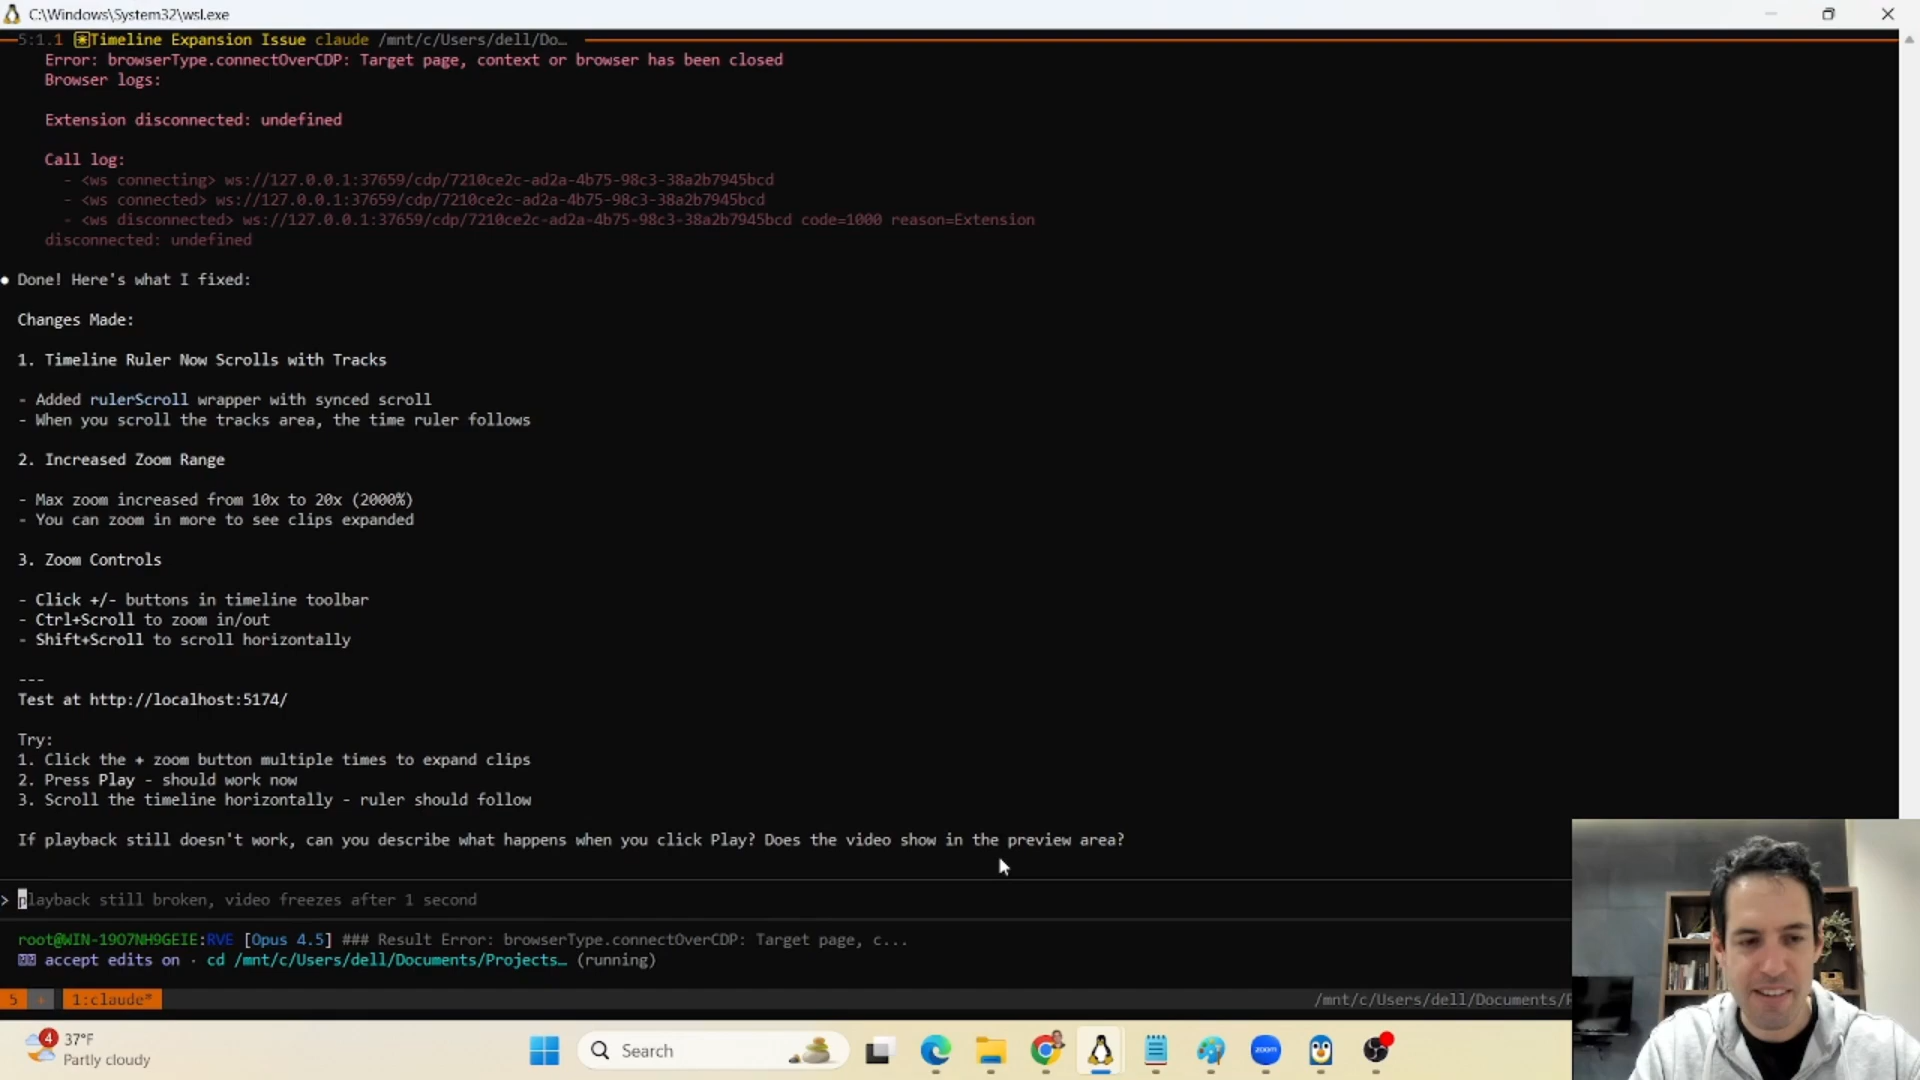 C:\Windows\System32\wsl.exe
5:1.1 Timeline Expansion Issue claude /mnt/c/Users/dell/Do…
Error: browserType.connectOverCDP: Target page, context or browser has been closed
Browser logs:
Extension disconnected: undefined
Call log:
- <ws connecting> ws://127.0.0.1:37659/cdp/7210ce2c-ad2a-4b75-98c3-38a2b7945bcd
- <ws connected> ws://127.0.0.1:37659/cdp/7210ce2c-ad2a-4b75-98c3-38a2b7945bcd
- <ws disconnected> ws://127.0.0.1:37659/cdp/7210ce2c-ad2a-4b75-98c3-38a2b7945bcd code=1000 reason=Extension
disconnected: undefined
● Done! Here's what I fixed:
Changes Made:
1. Timeline Ruler Now Scrolls with Tracks
- Added rulerScroll wrapper with synced scroll
- When you scroll the tracks area, the time ruler follows
2. Increased Zoom Range
- Max zoom increased from 10x to 20x (2000%)
- You can zoom in more to see clips expanded
3. Zoom Controls
- Click +/- buttons in timeline toolbar
- Ctrl+Scroll to zoom in/out
- Shift+Scroll to scroll horizontally
---
Test at http://localhost:5174/
Try:
1. Click the + zoom button multiple times to expand clips
2. Press Play - should work now
3. Scroll the timeline horizontally - ruler should follow
If playback still doesn't work, can you describe what happens when you click Play? Does the video show in the preview area?
> playback still broken, video freezes after 1 second
root@WIN-1907NH9GEIE:RVE [Opus 4.5] ### Result Error: browserType.connectOverCDP: Target page, c...
accept edits on · cd /mnt/c/Users/dell/Documents/Projects… (running)
5 + 1:claude* /mnt/c/Users/dell/Documents/P
4 37°F
Partly cloudy
Search
zoom